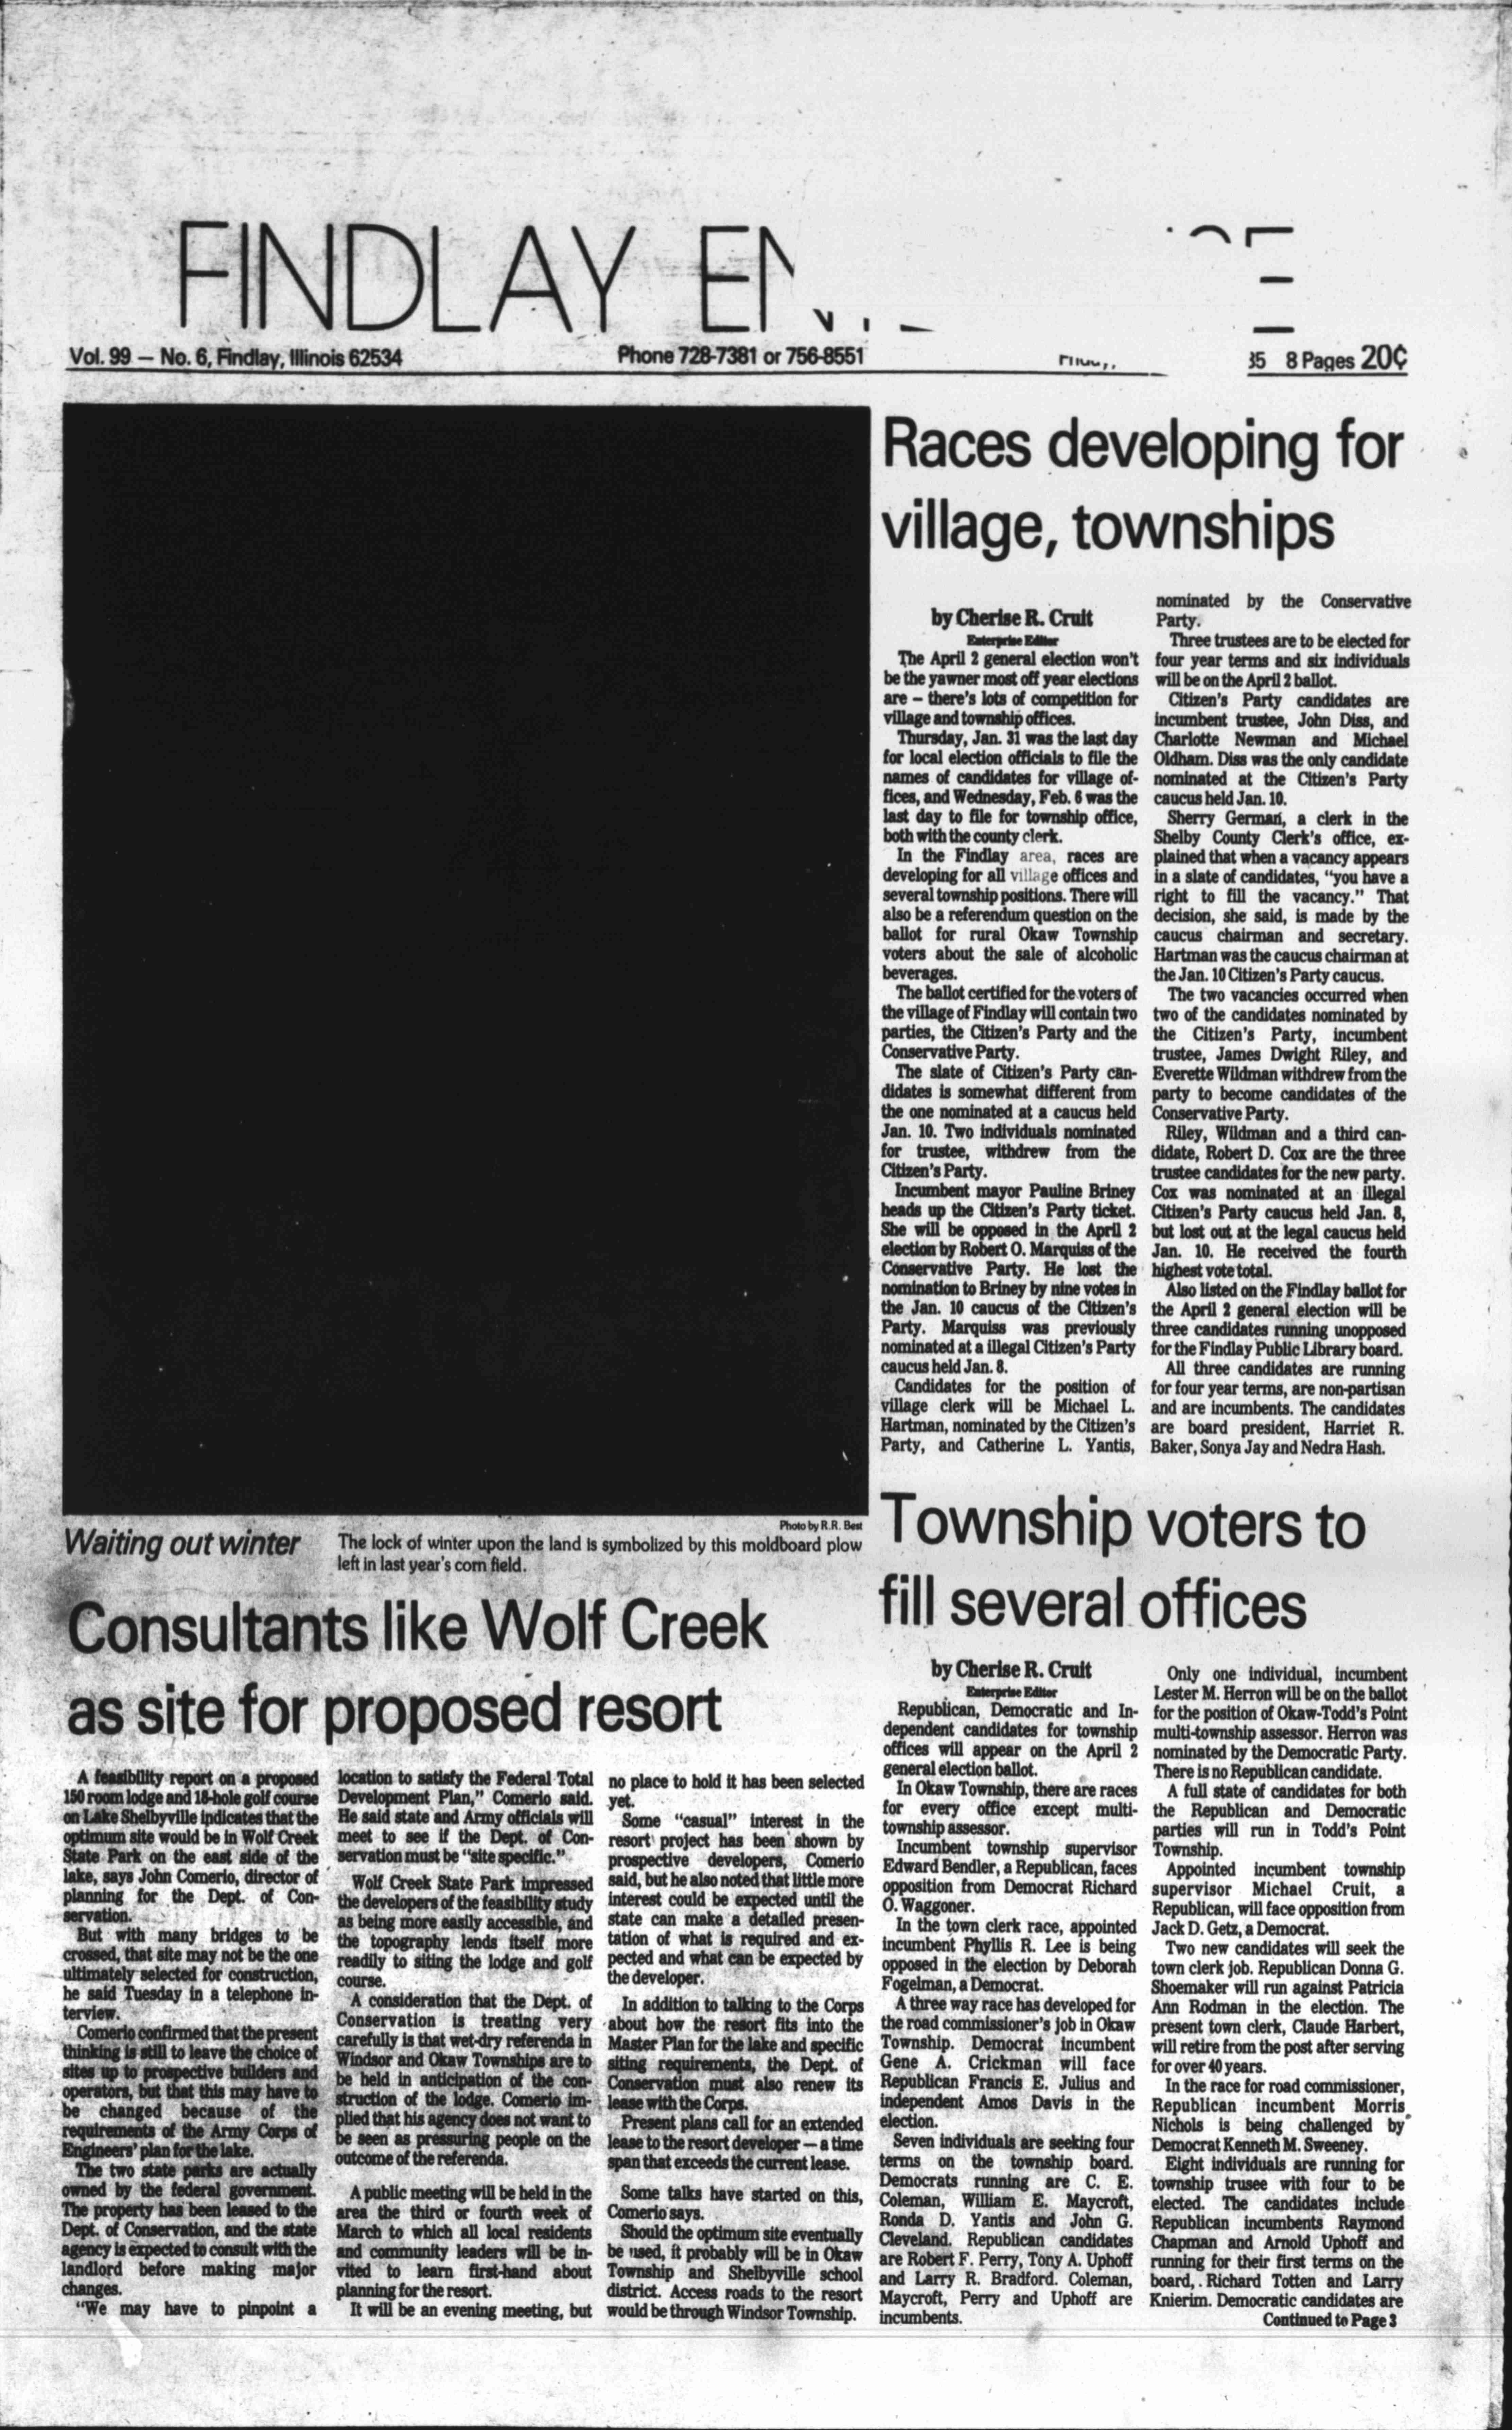 FINDLAY
Vol. 99 — No. 6, Findlay, Illinois 62534
Phone 728-7381 or 756-8551
8 Pages 20¢
Races developing for
village, townships
by Cherise R. Cruit
Enterprise Editor
The April 2 general election won't
be the yawner most off year elections
are – there's lots of competition for
village and township offices.
Thursday, Jan. 31 was the last day
for local election officials to file the
names of candidates for village of-
fices, and Wednesday, Feb. 6 was the
last day to file for township office,
both with the county clerk.
In the Findlay area, races are
developing for all village offices and
several township positions. There will
also be a referendum question on the
ballot for rural Okaw Township
voters about the sale of alcoholic
beverages.
The ballot certified for the voters of
the village of Findlay will contain two
parties, the Citizen's Party and the
Conservative Party.
The slate of Citizen's Party can-
didates is somewhat different from
the one nominated at a caucus held
Jan. 10. Two individuals nominated
for trustee, withdrew from the
Citizen's Party.
Incumbent mayor Pauline Briney
heads up the Citizen's Party ticket.
She will be opposed in the April 2
election by Robert O. Marquiss of the
Conservative Party. He lost the
nomination to Briney by nine votes in
the Jan. 10 caucus of the Citizen's
Party. Marquiss was previously
nominated at a illegal Citizen's Party
caucus held Jan. 8.
Candidates for the position of
village clerk will be Michael L.
Hartman, nominated by the Citizen's
Party, and Catherine L. Yantis,
nominated by the Conservative
Party.
Three trustees are to be elected for
four year terms and six individuals
will be on the April 2 ballot.
Citizen's Party candidates are
incumbent trustee, John Diss, and
Charlotte Newman and Michael
Oldham. Diss was the only candidate
nominated at the Citizen's Party
caucus held Jan. 10.
Sherry German, a clerk in the
Shelby County Clerk's office, ex-
plained that when a vacancy appears
in a slate of candidates, "you have a
right to fill the vacancy." That
decision, she said, is made by the
caucus chairman and secretary.
Hartman was the caucus chairman at
the Jan. 10 Citizen's Party caucus.
The two vacancies occurred when
two of the candidates nominated by
the Citizen's Party, incumbent
trustee, James Dwight Riley, and
Everette Wildman withdrew from the
party to become candidates of the
Conservative Party.
Riley, Wildman and a third can-
didate, Robert D. Cox are the three
trustee candidates for the new party.
Cox was nominated at an illegal
Citizen's Party caucus held Jan. 8,
but lost out at the legal caucus held
Jan. 10. He received the fourth
highest vote total.
Also listed on the Findlay ballot for
the April 2 general election will be
three candidates running unopposed
for the Findlay Public Library board.
All three candidates are running
for four year terms, are non-partisan
and are incumbents. The candidates
are board president, Harriet R.
Baker, Sonya Jay and Nedra Hash.
Photo by R.R. Best
Waiting out winter
The lock of winter upon the land is symbolized by this moldboard plow
left in last year's corn field.
Consultants like Wolf Creek
as site for proposed resort
A feasibility report on a proposed
150 room lodge and 18-hole golf course
on Lake Shelbyville indicates that the
optimum site would be in Wolf Creek
State Park on the east side of the
lake, says John Comerio, director of
planning for the Dept. of Con-
servation.
But with many bridges to be
crossed, that site may not be the one
ultimately selected for construction,
he said Tuesday in a telephone in-
terview.
Comerio confirmed that the present
thinking is still to leave the choice of
sites up to prospective builders and
operators, but that this may have to
be changed because of the
requirements of the Army Corps of
Engineers' plan for the lake.
The two state parks are actually
owned by the federal government.
The property has been leased to the
Dept. of Conservation, and the state
agency is expected to consult with the
landlord before making major
changes.
"We may have to pinpoint a
location to satisfy the Federal Total
Development Plan," Comerio said.
He said state and Army officials will
meet to see if the Dept. of Con-
servation must be "site specific."
Wolf Creek State Park impressed
the developers of the feasibility study
as being more easily accessible, and
the topography lends itself more
readily to siting the lodge and golf
course.
A consideration that the Dept. of
Conservation is treating very
carefully is that wet-dry referenda in
Windsor and Okaw Townships are to
be held in anticipation of the con-
struction of the lodge. Comerio im-
plied that his agency does not want to
be seen as pressuring people on the
outcome of the referenda.
A public meeting will be held in the
area the third or fourth week of
March to which all local residents
and community leaders will be in-
vited to learn first-hand about
planning for the resort.
It will be an evening meeting, but
no place to hold it has been selected
yet.
Some "casual" interest in the
resort project has been shown by
prospective developers, Comerio
said, but he also noted that little more
interest could be expected until the
state can make a detailed presen-
tation of what is required and ex-
pected and what can be expected by
the developer.
In addition to talking to the Corps
about how the resort fits into the
Master Plan for the lake and specific
siting requirements, the Dept. of
Conservation must also renew its
lease with the Corps.
Present plans call for an extended
lease to the resort developer — a time
span that exceeds the current lease.
Some talks have started on this,
Comerio says.
Should the optimum site eventually
be used, it probably will be in Okaw
Township and Shelbyville school
district. Access roads to the resort
would be through Windsor Township.
Township voters to
fill several offices
by Cherise R. Cruit
Enterprise Editor
Republican, Democratic and In-
dependent candidates for township
offices will appear on the April 2
general election ballot.
In Okaw Township, there are races
for every office except multi-
township assessor.
Incumbent township supervisor
Edward Bendler, a Republican, faces
opposition from Democrat Richard
O. Waggoner.
In the town clerk race, appointed
incumbent Phyllis R. Lee is being
opposed in the election by Deborah
Fogelman, a Democrat.
A three way race has developed for
the road commissioner's job in Okaw
Township. Democrat incumbent
Gene A. Crickman will face
Republican Francis E. Julius and
independent Amos Davis in the
election.
Seven individuals are seeking four
terms on the township board.
Democrats running are C. E.
Coleman, William E. Maycroft,
Ronda D. Yantis and John G.
Cleveland. Republican candidates
are Robert F. Perry, Tony A. Uphoff
and Larry R. Bradford. Coleman,
Maycroft, Perry and Uphoff are
incumbents.
Only one individual, incumbent
Lester M. Herron will be on the ballot
for the position of Okaw-Todd's Point
multi-township assessor. Herron was
nominated by the Democratic Party.
There is no Republican candidate.
A full state of candidates for both
the Republican and Democratic
parties will run in Todd's Point
Township.
Appointed incumbent township
supervisor Michael Cruit, a
Republican, will face opposition from
Jack D. Getz, a Democrat.
Two new candidates will seek the
town clerk job. Republican Donna G.
Shoemaker will run against Patricia
Ann Rodman in the election. The
present town clerk, Claude Harbert,
will retire from the post after serving
for over 40 years.
In the race for road commissioner,
Republican incumbent Morris
Nichols is being challenged by
Democrat Kenneth M. Sweeney.
Eight individuals are running for
township trusee with four to be
elected. The candidates include
Republican incumbents Raymond
Chapman and Arnold Uphoff and
running for their first terms on the
board, Richard Totten and Larry
Knierim. Democratic candidates are
Continued to Page 3